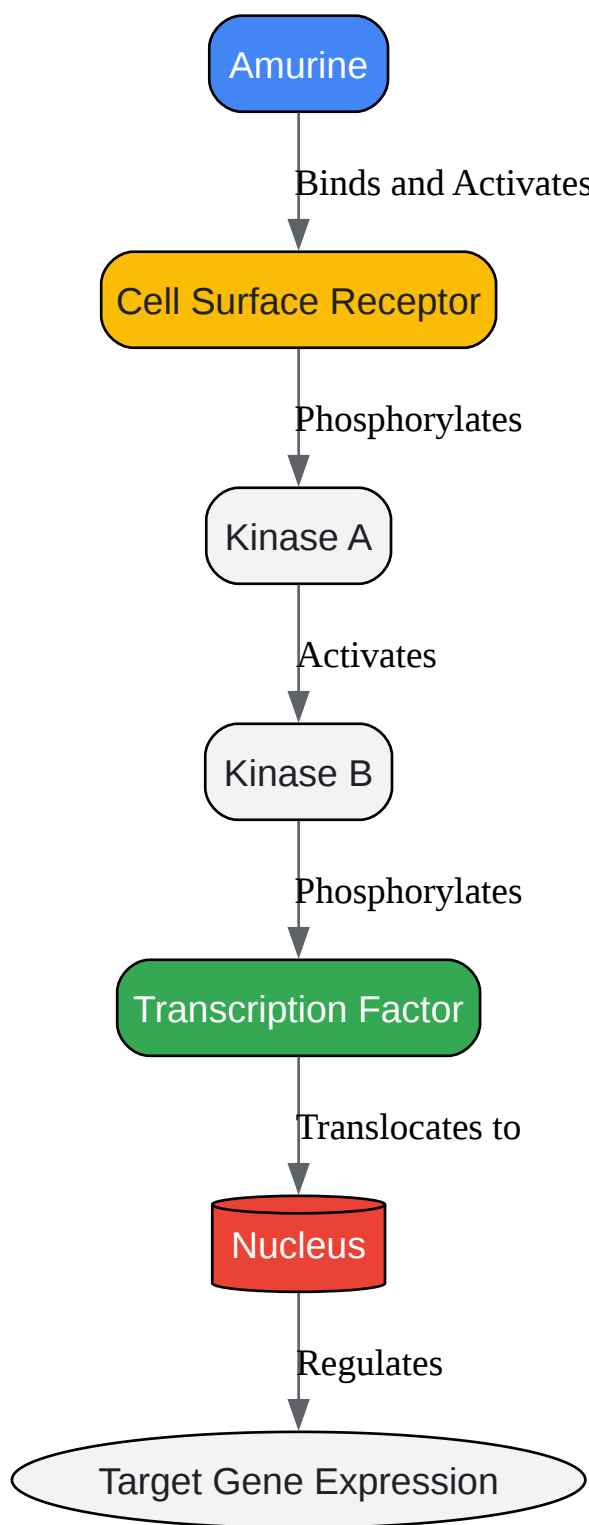 Amurine
Binds and Activates
Cell Surface Receptor
Phosphorylates
Kinase A
Activates
Kinase B
Phosphorylates
Transcription Factor
Translocates to
Nucleus
Regulates
Target Gene Expression